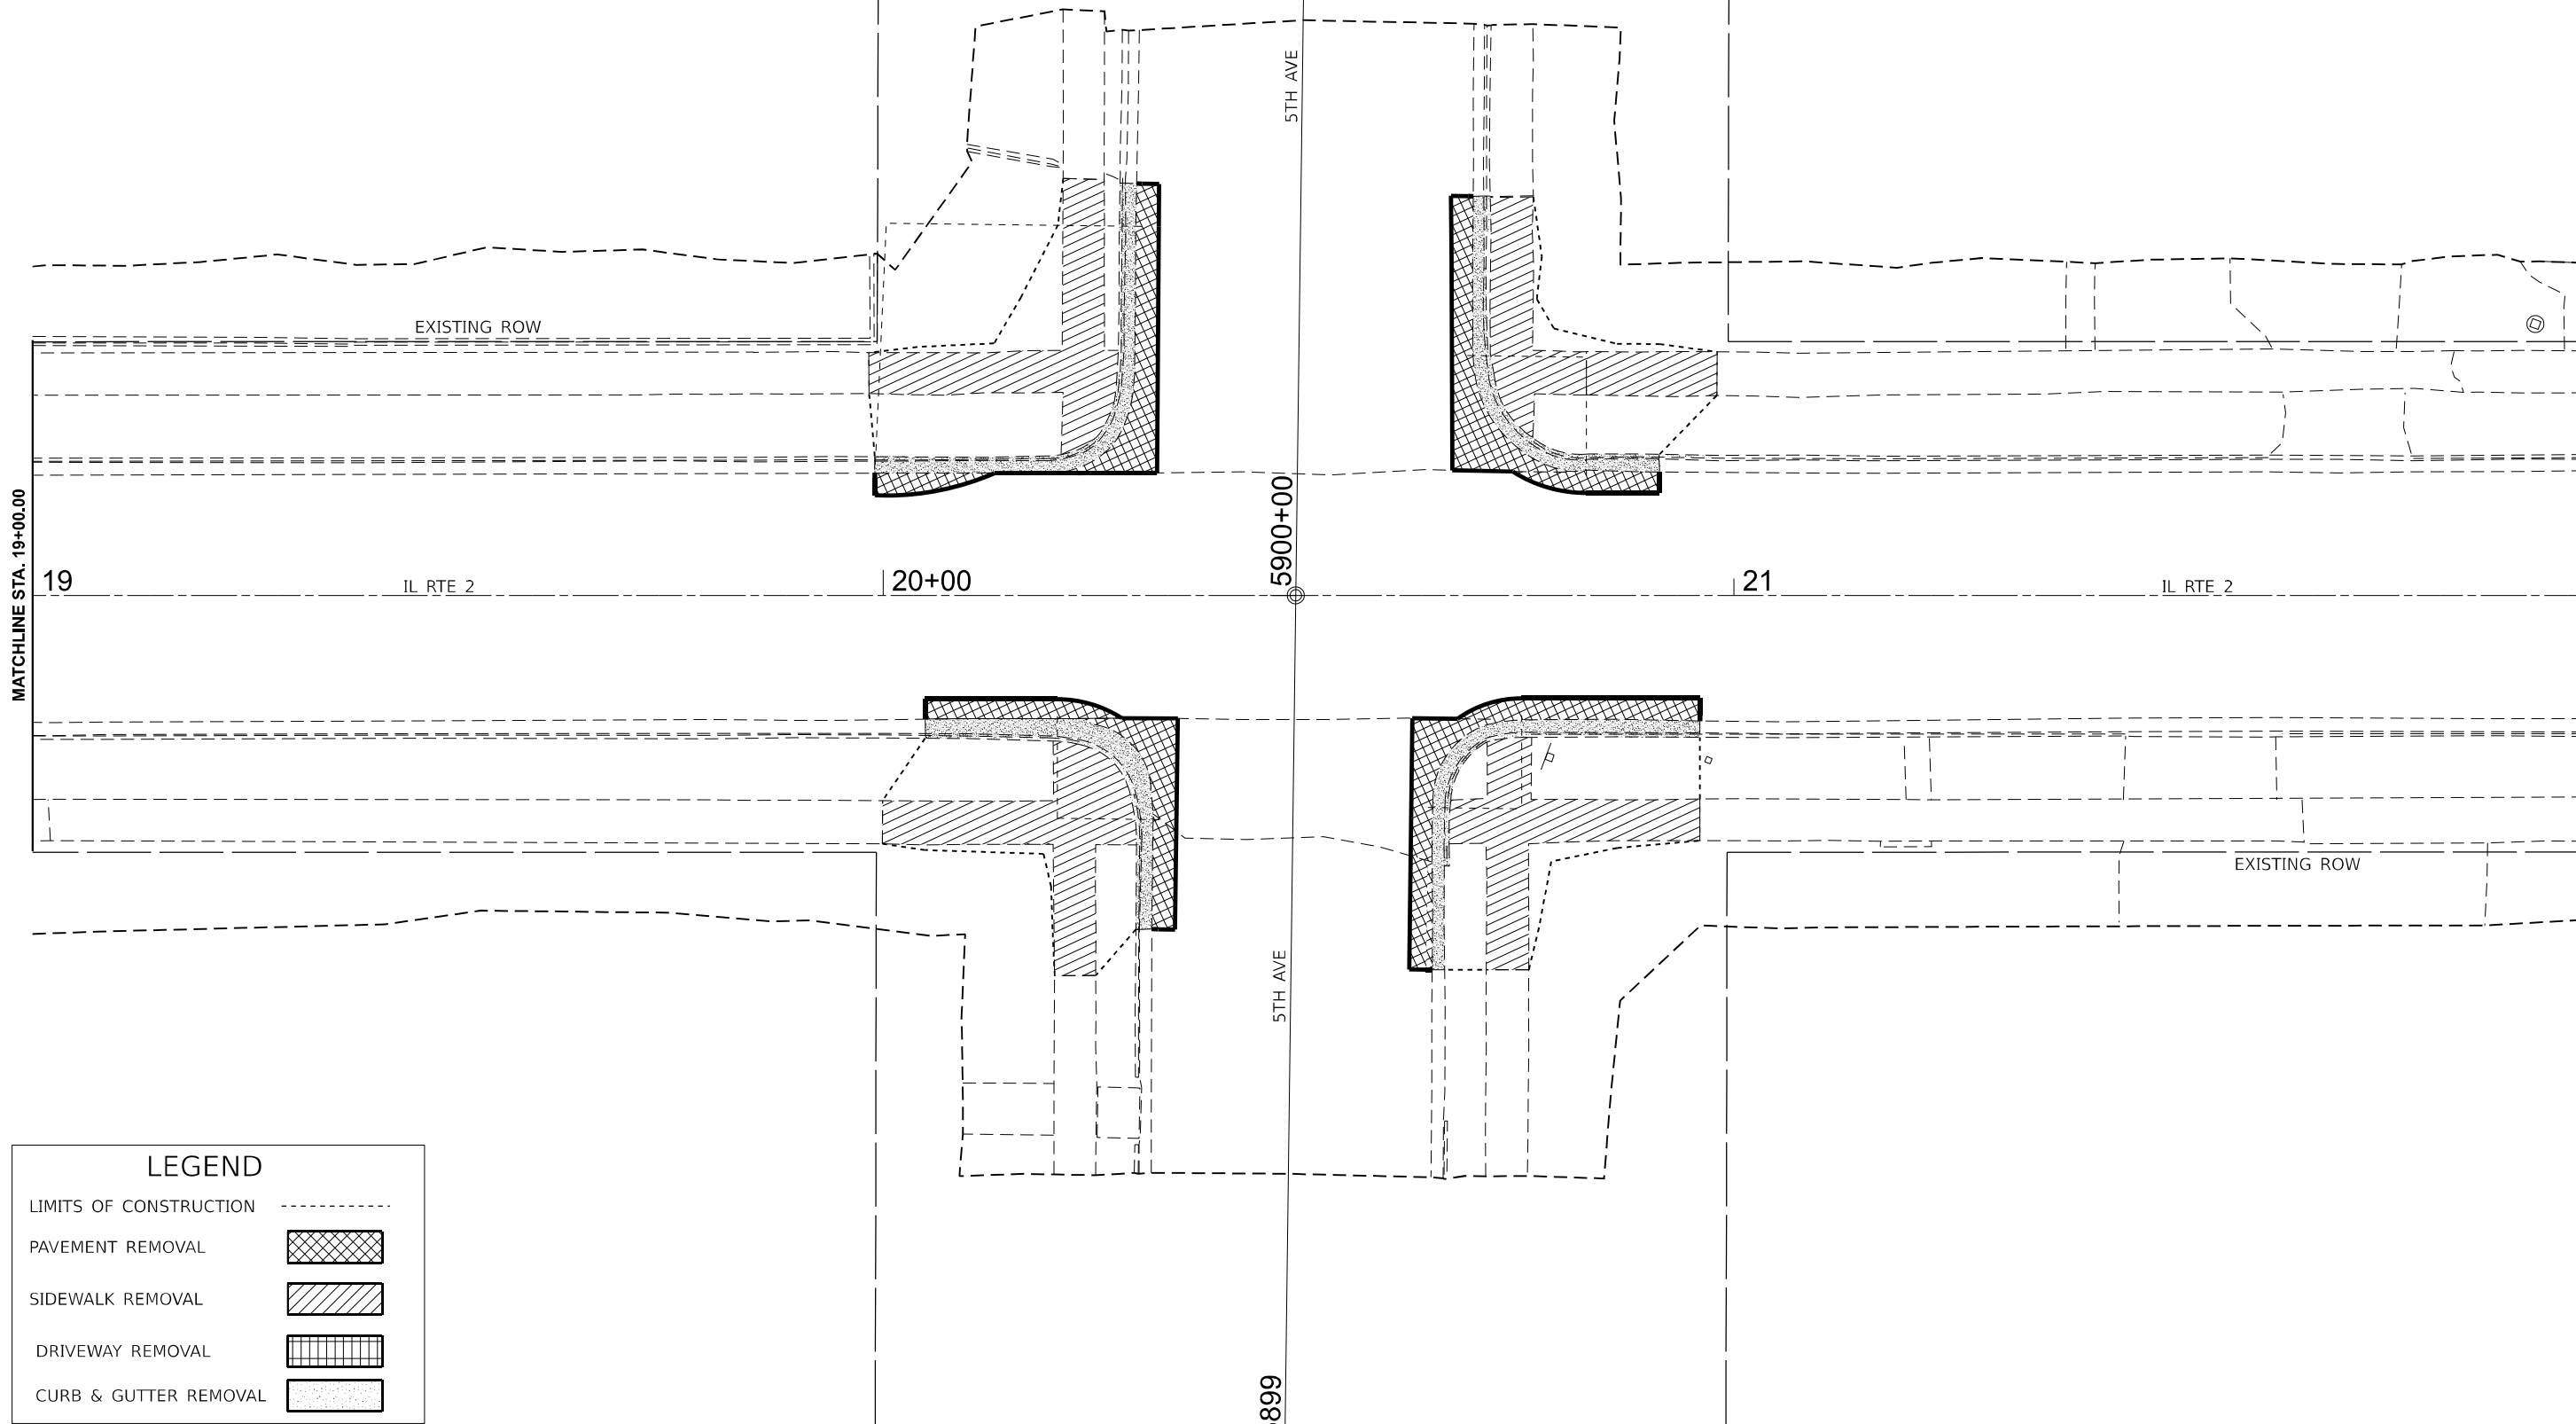 5TH AVE
EXISTING ROW
MATCHLINE STA. 19+00.00
19
IL RTE 2
20+00
5900+00
21
IL RTE 2
EXISTING ROW
5TH AVE
LEGEND
LIMITS OF CONSTRUCTION
PAVEMENT REMOVAL
SIDEWALK REMOVAL
DRIVEWAY REMOVAL
CURB & GUTTER REMOVAL